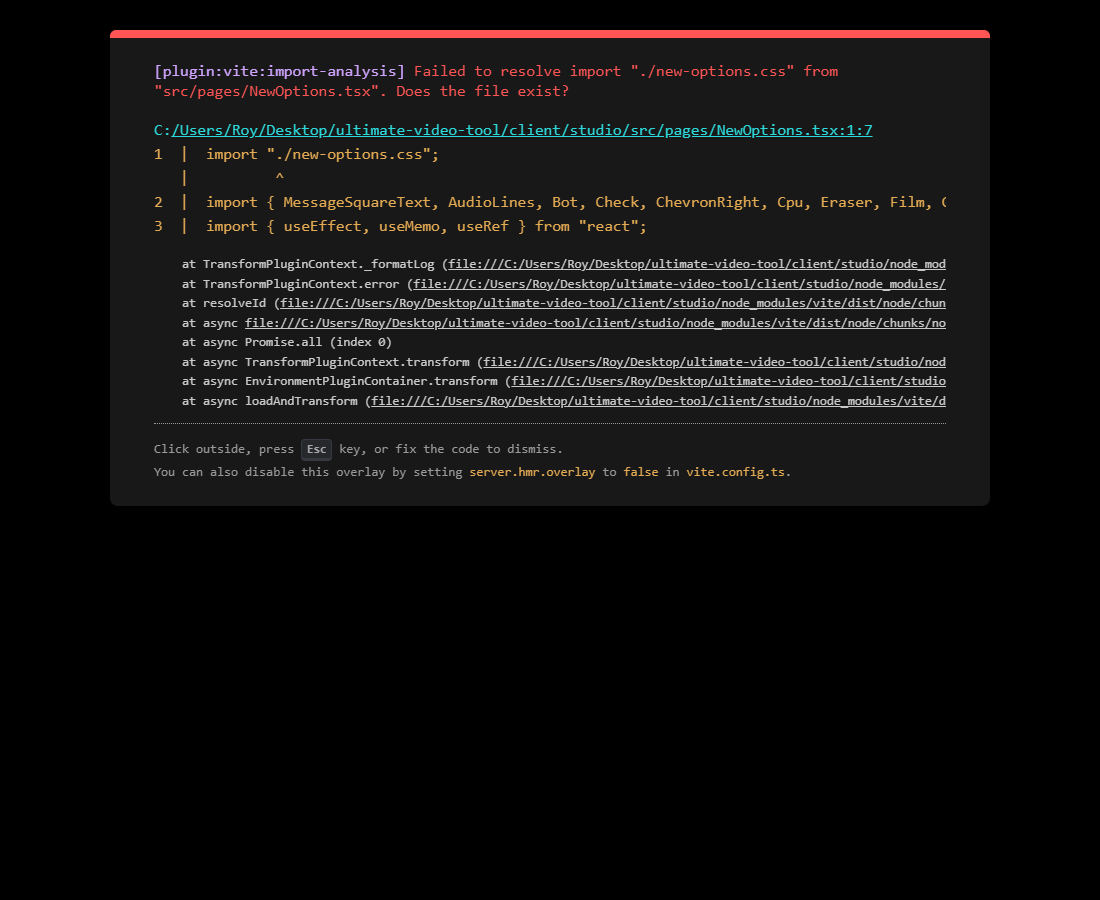 [plugin:vite:import-analysis] Failed to resolve import "./new-options.css" from
"src/pages/NewOptions.tsx". Does the file exist?
C:/Users/Roy/Desktop/ultimate-video-tool/client/studio/src/pages/NewOptions.tsx:1:7
1  |  import "./new-options.css";
   |          ^
2  |  import { MessageSquareText, AudioLines, Bot, Check, ChevronRight, Cpu, Eraser, Film,
3  |  import { useEffect, useMemo, useRef } from "react";
at TransformPluginContext._formatLog (file:///C:/Users/Roy/Desktop/ultimate-video-tool/client/studio/node_mod
at TransformPluginContext.error (file:///C:/Users/Roy/Desktop/ultimate-video-tool/client/studio/node_modules/
at resolveId (file:///C:/Users/Roy/Desktop/ultimate-video-tool/client/studio/node_modules/vite/dist/node/chun
at async file:///C:/Users/Roy/Desktop/ultimate-video-tool/client/studio/node_modules/vite/dist/node/chunks/no
at async Promise.all (index 0)
at async TransformPluginContext.transform (file:///C:/Users/Roy/Desktop/ultimate-video-tool/client/studio/nod
at async EnvironmentPluginContainer.transform (file:///C:/Users/Roy/Desktop/ultimate-video-tool/client/studio
at async loadAndTransform (file:///C:/Users/Roy/Desktop/ultimate-video-tool/client/studio/node_modules/vite/d
Click outside, press Esc key, or fix the code to dismiss.
You can also disable this overlay by setting server.hmr.overlay to false in vite.config.ts.